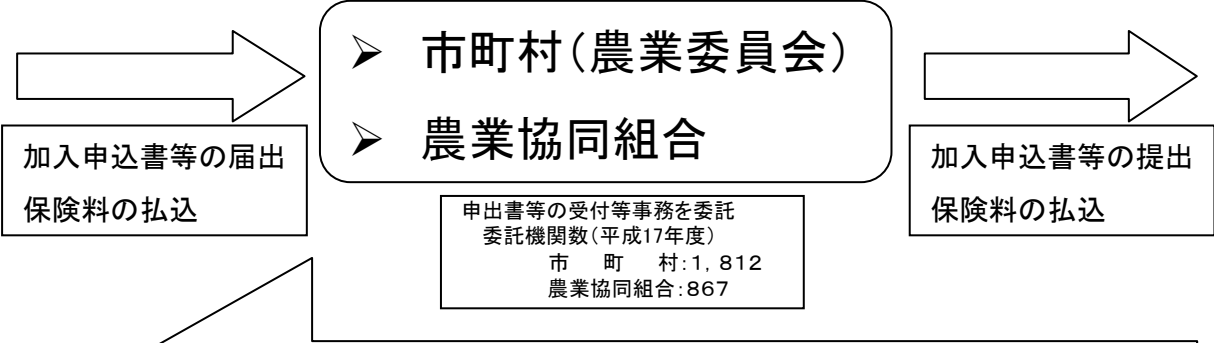 ➢ 市町村(農業委員会)
➢ 農業協同組合
加入申込書等の届出
保険料の払込
加入申込書等の提出
保険料の払込
申出書等の受付等事務を委託
委託機関数(平成17年度)
市　町　村:1,812
農業協同組合:867